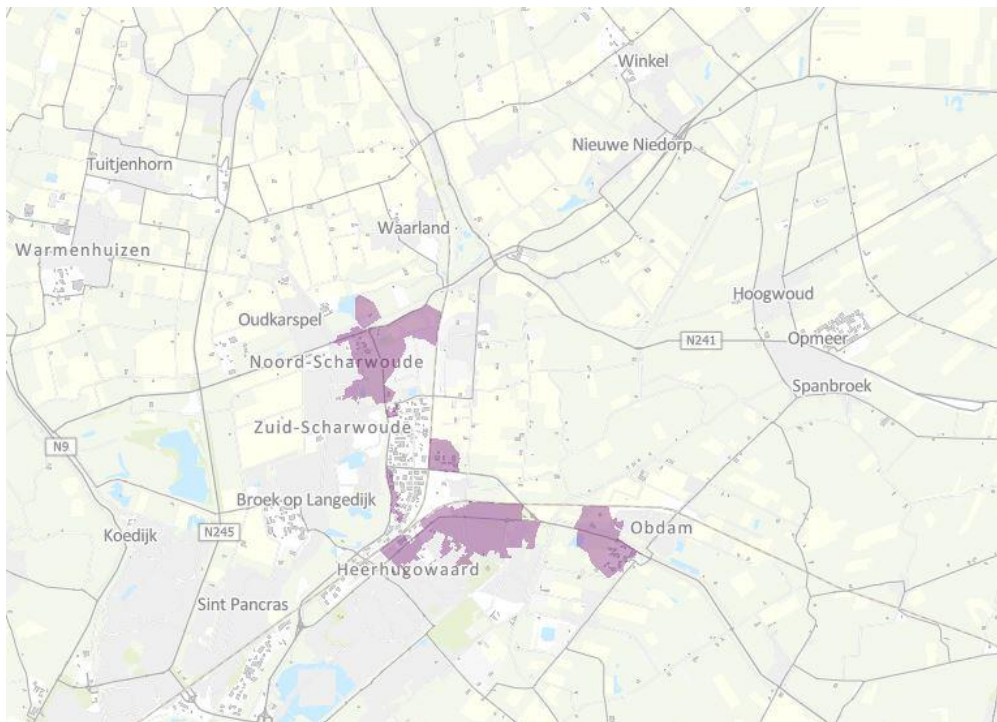 Winkel
Nieuwe Niedorp
Tuitjenhorn
Waarland
Warmenhuizen
Hoogwoud
Oudkarspel
N241
Opmeer
Noord-Scharwoude
Spanbroek
Zuid-Scharwoude
N9
Broek op Langedijk
Koedijk
N245
Obdam
Heerhugowaard
Sint Pancras